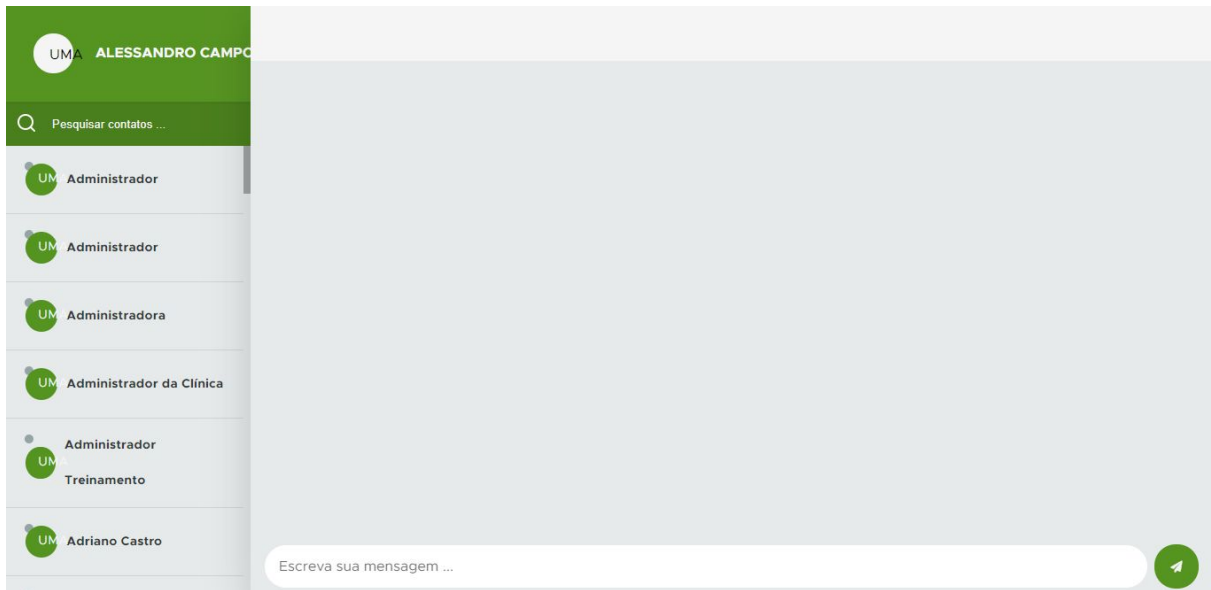 UMA ALESSANDRO CAMPO
Pesquisar contatos ...
UM Administrador
UM Administrador
UM Administradora
UM Administrador da Clínica
UMA Administrador
Treinamento
UM Adriano Castro
Escreva sua mensagem ...